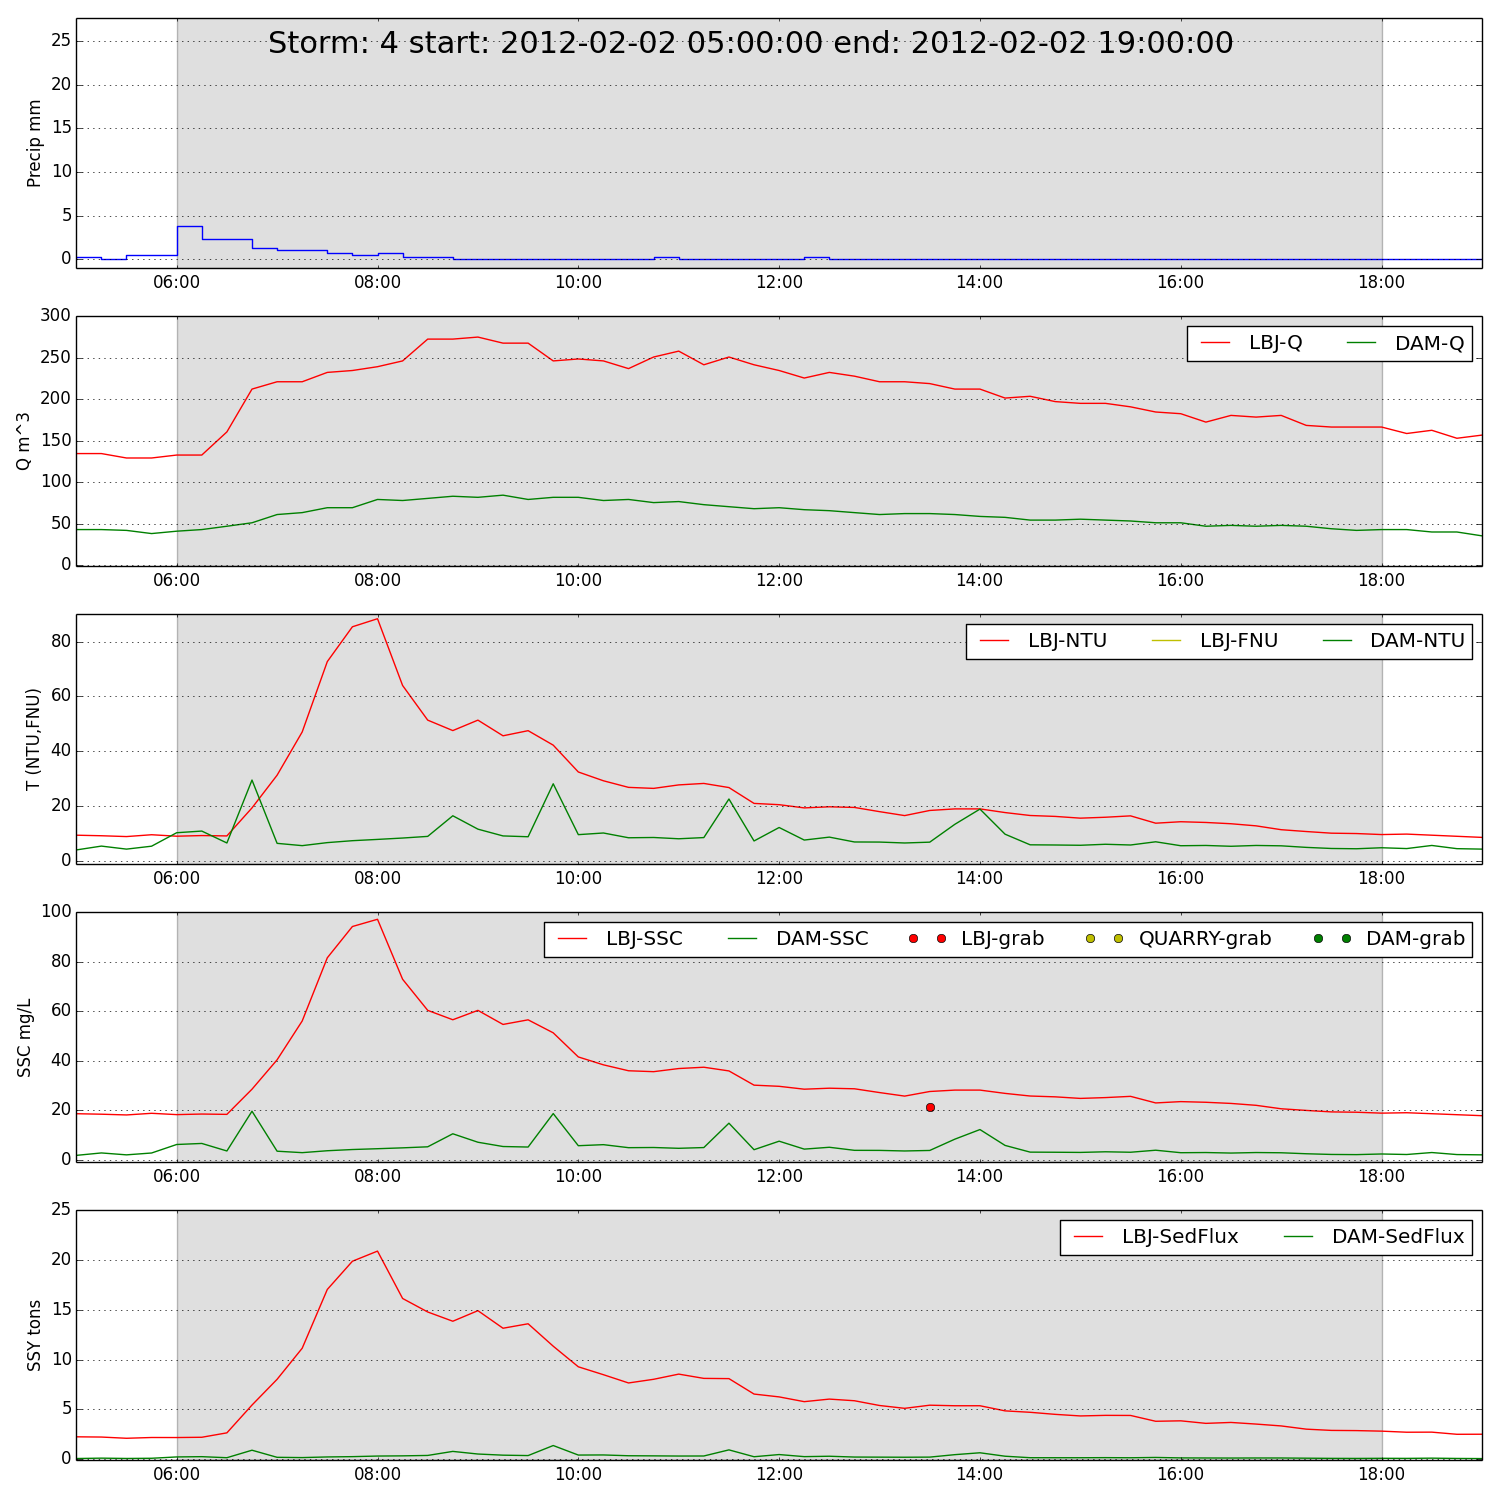 Storm: 4 start: 2012-02-02 05:00:00 end: 2012-02-02 19:00:00
Precip mm
25
20
15
10
5
0
06:00 08:00 10:00 12:00 14:00 16:00 18:00
Q m^3
300
250
200
150
100
50
0
LBJ-Q DAM-Q
06:00 08:00 10:00 12:00 14:00 16:00 18:00
T (NTU,FNU)
80
60
40
20
0
LBJ-NTU LBJ-FNU DAM-NTU
06:00 08:00 10:00 12:00 14:00 16:00 18:00
SSC mg/L
100
80
60
40
20
0
LBJ-SSC DAM-SSC LBJ-grab QUARRY-grab DAM-grab
06:00 08:00 10:00 12:00 14:00 16:00 18:00
SSY tons
25
20
15
10
5
0
LBJ-SedFlux DAM-SedFlux
06:00 08:00 10:00 12:00 14:00 16:00 18:00